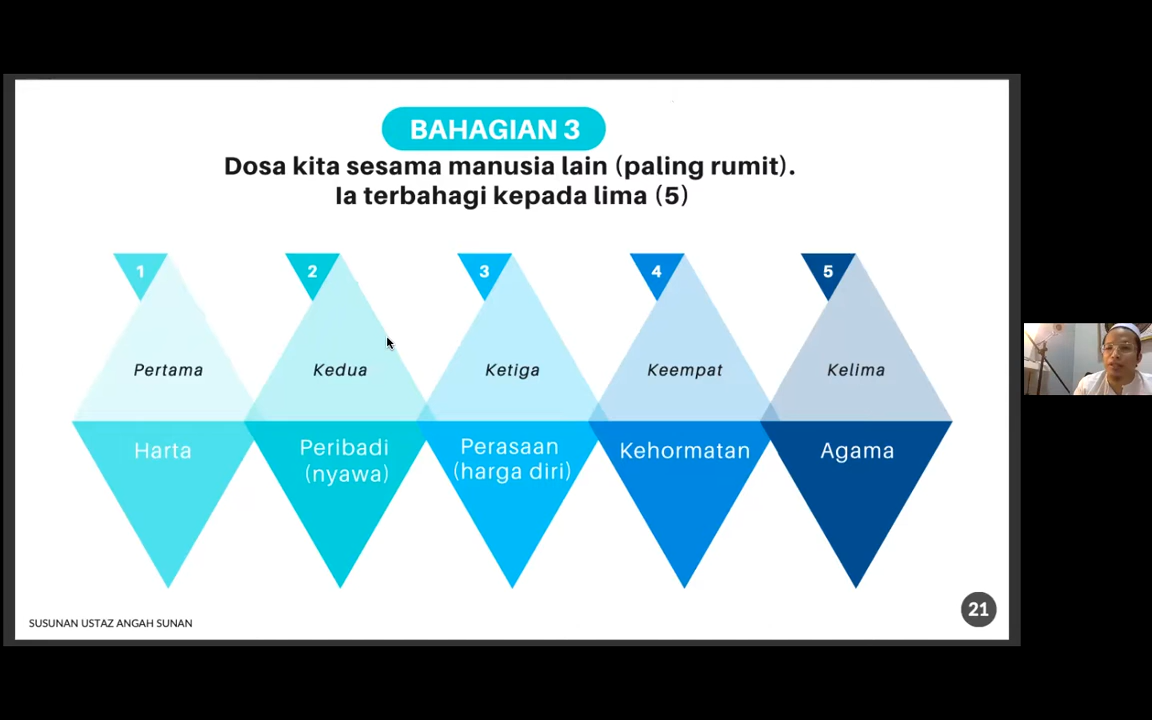 BAHAGIAN 3
Dosa kita sesama manusia lain (paling rumit).
Ia terbahagi kepada lima (5)
1
2
3
4
5
Pertama
Kedua
Ketiga
Keempat
Kelima
Harta
Peribadi
(nyawa)
Perasaan
(harga diri)
Kehormatan
Agama
SUSUNAN USTAZ ANGAH SUNAN
21